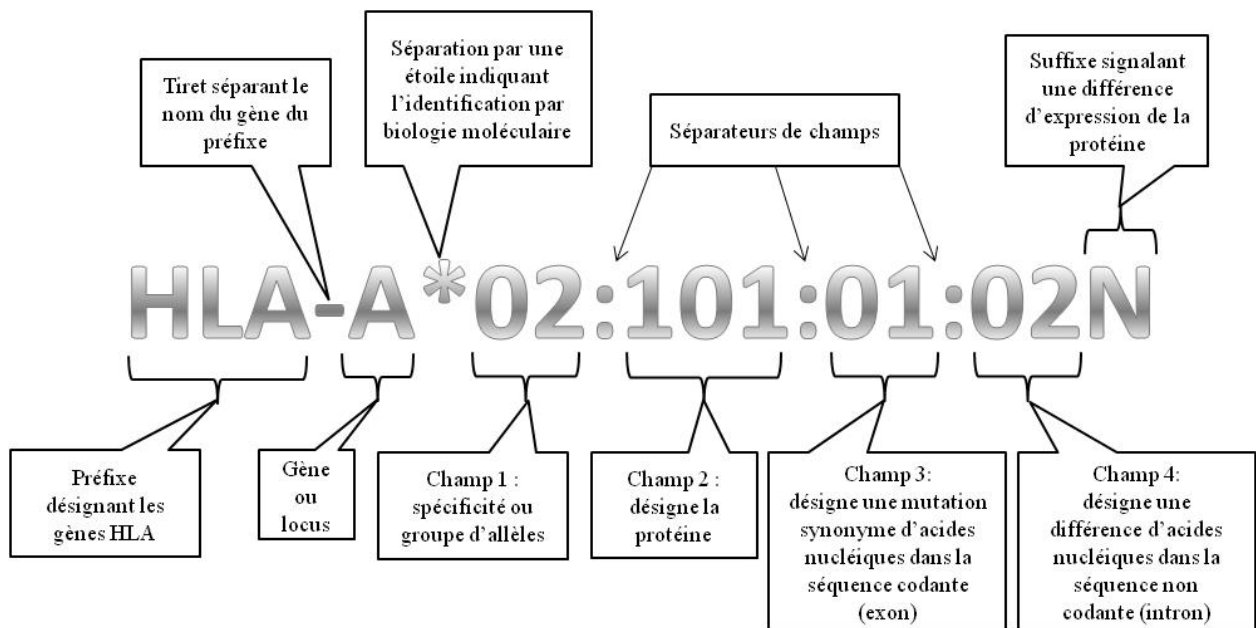 Tiret séparant le
nom du gène du
préfixe
Séparation par une
étoile indiquant
l’identification par
biologie moléculaire
Séparateurs de champs
Suffixe signalant
une différence
d’expression de la
protéine
HLA-A*02:101:01:02N
Préfixe
désignant les
gènes HLA
Gène
ou
locus
Champ 1 :
spécificité ou
groupe d’allèles
Champ 2 :
désigne la
protéine
Champ 3:
désigne une mutation
synonyme d’acides
nucléiques dans la
séquence codante
(exon)
Champ 4:
désigne une
différence d’acides
nucléiques dans la
séquence non
codante (intron)